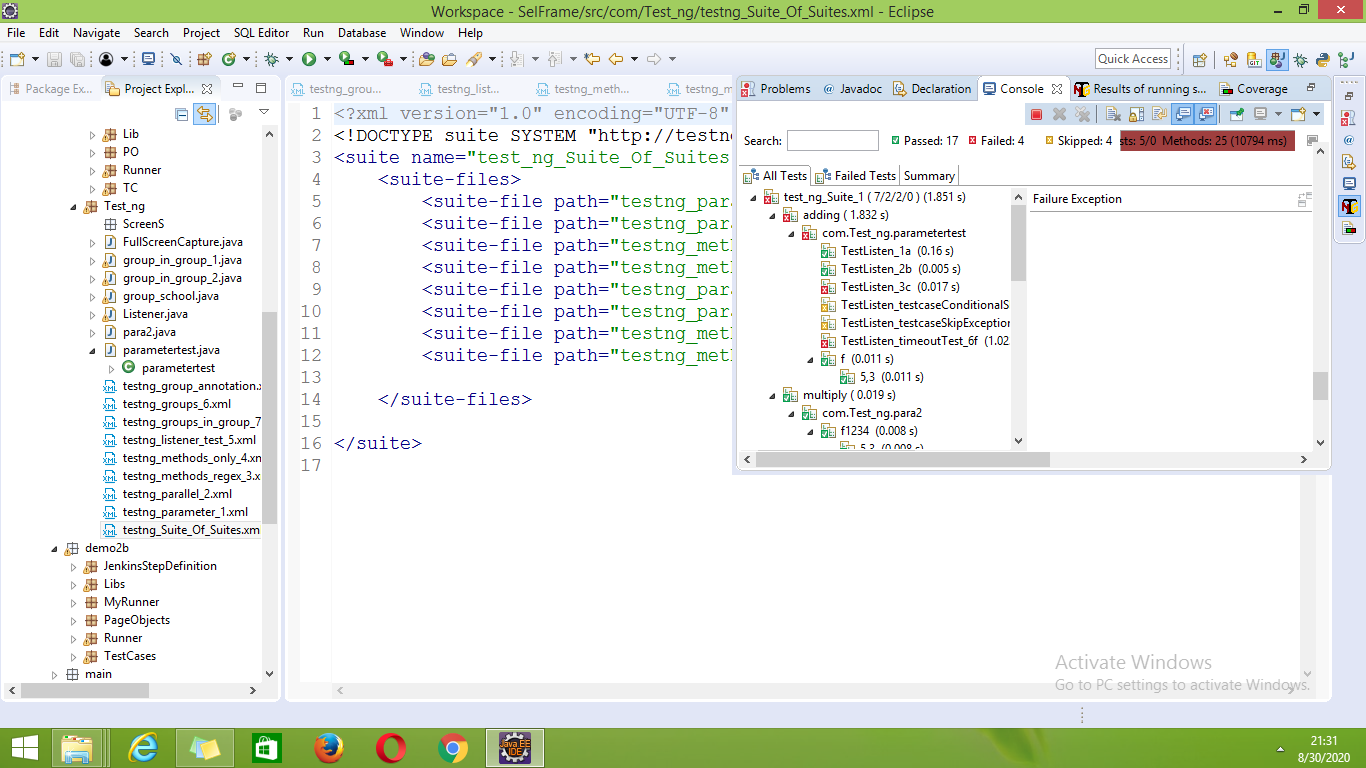 Workspace - SelFrame/src/com/Test_ng/testng_Suite_Of_Suites.xml - Eclipse
File Edit Navigate Search Project SQL Editor Run Database Window Help
Quick Access
Package Ex...
Project Expl...
Lib
PO
Runner
TC
Test_ng
ScreenS
FullScreenCapture.java
group_in_group_1.java
group_in_group_2.java
group_school.java
Listener.java
para2.java
parametertest.java
parametertest
testng_group_annotation.x
testng_groups_6.xml
testng_groups_in_group_7
testng_listener_test_5.xml
testng_methods_only_4.xn
testng_methods_regex_3.x
testng_parallel_2.xml
testng_parameter_1.xml
testng_Suite_Of_Suites.xm
demo2b
JenkinsStepDefinition
Libs
MyRunner
PageObjects
Runner
TestCases
main
testng_grou...
testng_list...
testng_meth...
testng_m
1 <?xml version="1.0" encoding="UTF-8"
2 <!DOCTYPE suite SYSTEM "http://testn
3 <suite name="test_ng_Suite_Of_Suites
4 <suite-files>
5 <suite-file path="testng_para
6 <suite-file path="testng_para
7 <suite-file path="testng_met
8 <suite-file path="testng_met
9 <suite-file path="testng_para
10 <suite-file path="testng_para
11 <suite-file path="testng_met
12 <suite-file path="testng_met
13
14 </suite-files>
15
16 </suite>
17
Problems
@ Javadoc
Declaration
Console
Results of running s...
Coverage
Search:
Passed: 17
Failed: 4
Skipped: 4
sts: 5/0 Methods: 25 (10794 ms)
All Tests
Failed Tests
Summary
test_ng_Suite_1 ( 7/2/2/0 ) (1.851 s)
adding ( 1.832 s)
com.Test_ng.parametertest
TestListen_1a (0.16 s)
TestListen_2b (0.005 s)
TestListen_3c (0.017 s)
TestListen_testcaseConditionalS
TestListen_testcaseSkipException
TestListen_timeoutTest_6f (1.02
f (0.011 s)
5,3 (0.011 s)
multiply ( 0.019 s)
com.Test_ng.para2
f1234 (0.008 s)
5,3 (0.008 s)
Failure Exception
Activate Windows
Go to PC settings to activate Windows.
Java EE
IDE
21:31
8/30/2020